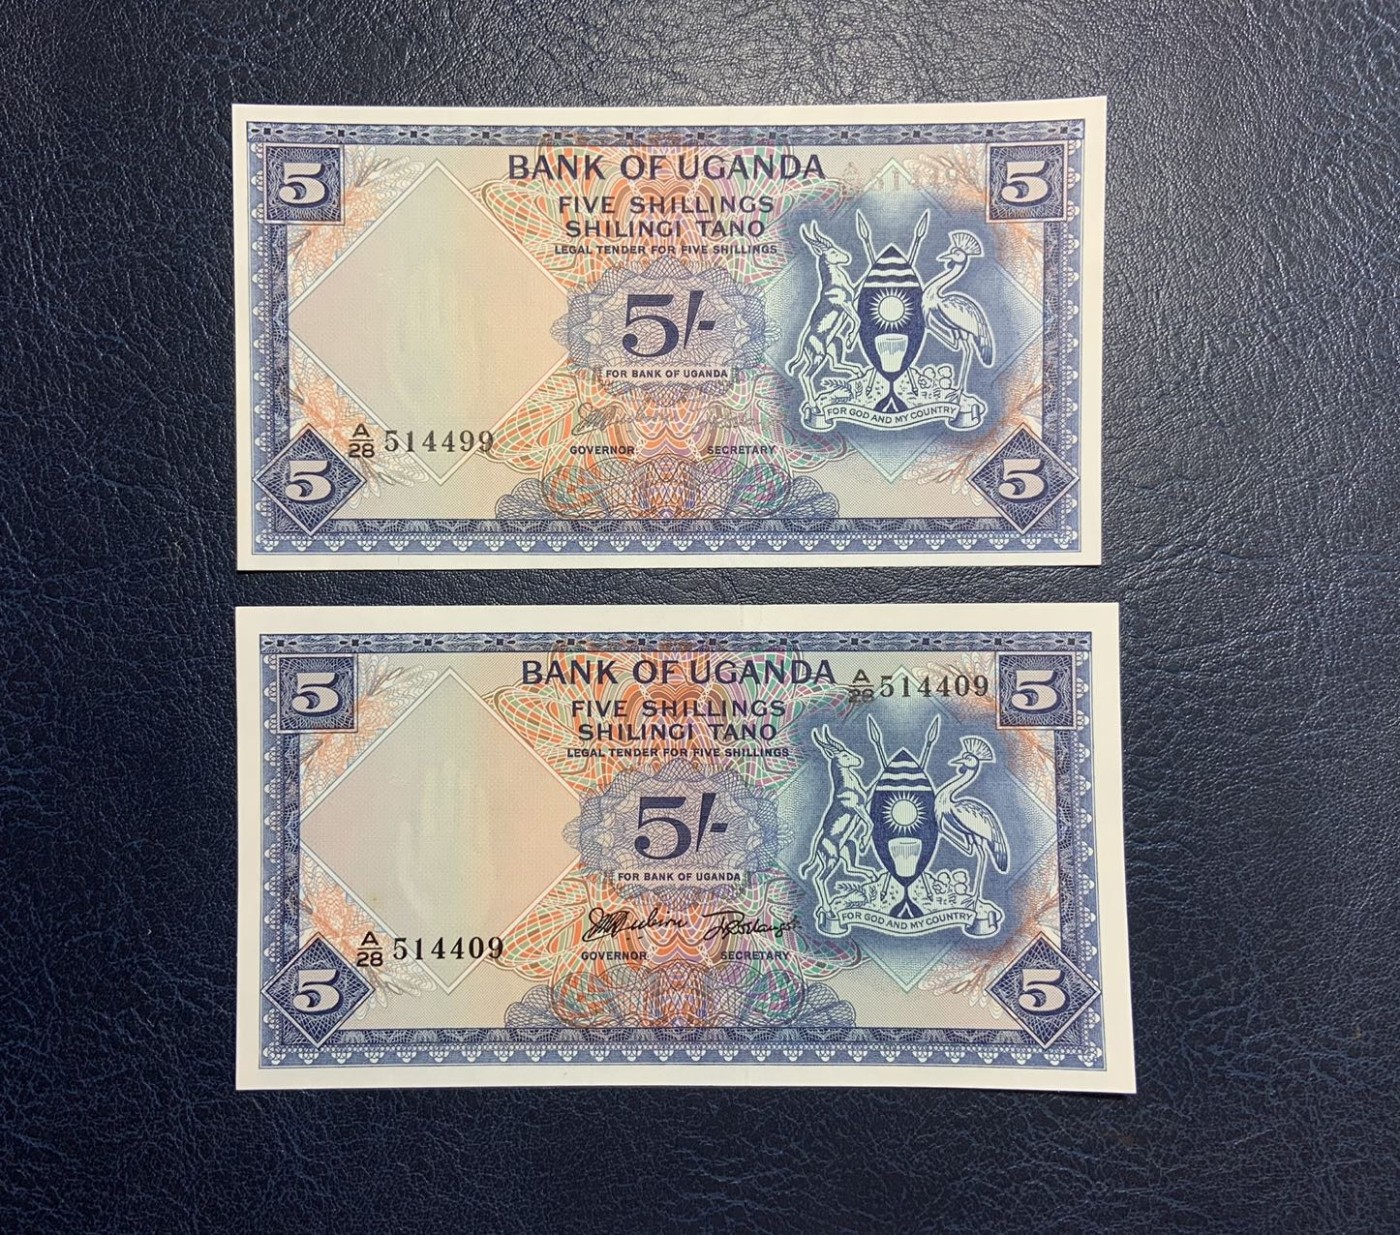 5
BANK OF UGANDA
5
FIVE SHILLINGS
SHILINGI TANO
LEGAL TENDER FOR FIVE SHILLINGS
5/-
FOR BANK OF UGANDA
FOR GOD AND MY COUNTRY
A/28 514499
GOVERNOR SECRETARY
5
5
5
BANK OF UGANDA
A/28 514409
5
FIVE SHILLINGS
SHILINGI TANO
LEGAL TENDER FOR FIVE SHILLINGS
5/-
FOR BANK OF UGANDA
FOR GOD AND MY COUNTRY
A/28 514409
GOVERNOR SECRETARY
5
5